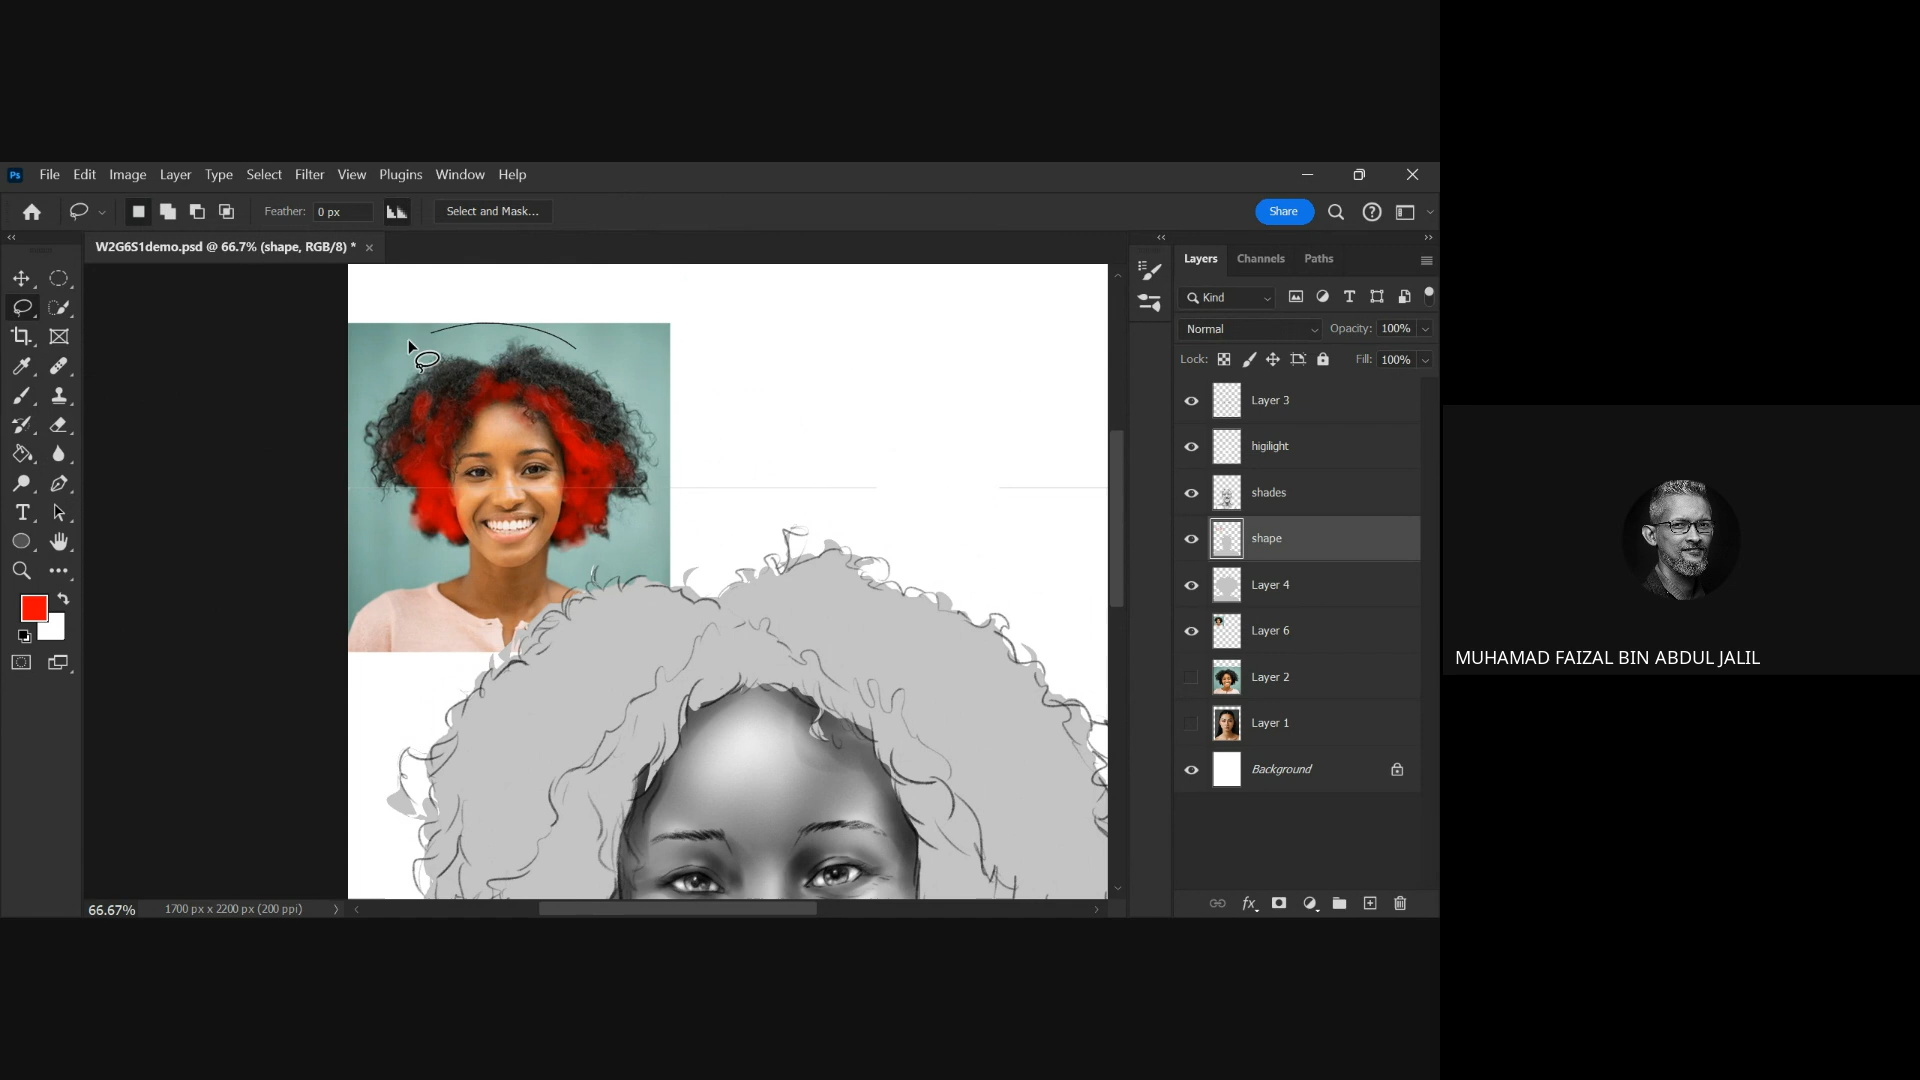 Ps File Edit Image Layer Type Select Filter View Plugins Window Help
Feather: 0 px Select and Mask... Share
W2G6S1demo.psd @ 66.7% (shape, RGB/8) *
Layers Channels Paths
Kind
Normal Opacity: 100%
Lock: Fill: 100%
Layer 3
higilight
shades
shape
Layer 4
Layer 6
Layer 2
Layer 1
Background
fx
66.67% 1700 px x 2200 px (200 ppi)
MUHAMAD FAIZAL BIN ABDUL JALIL